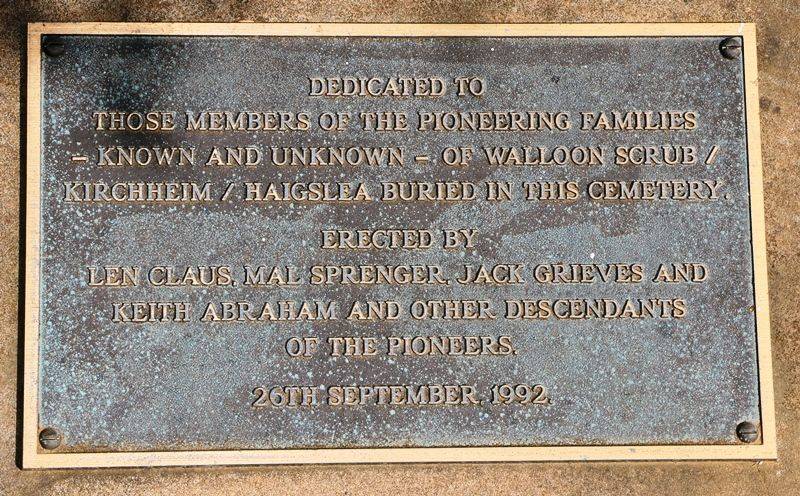 DEDICATED TO
THOSE MEMBERS OF THE PIONEERING FAMILIES
– KNOWN AND UNKNOWN – OF WALLOON SCRUB /
KIRCHHEIM / HAIGSLEA BURIED IN THIS CEMETERY.
ERECTED BY
LEN CLAUS, MAL SPRENGER, JACK GRIEVES AND
KEITH ABRAHAM AND OTHER DESCENDANTS
OF THE PIONEERS.
26TH SEPTEMBER, 1992.